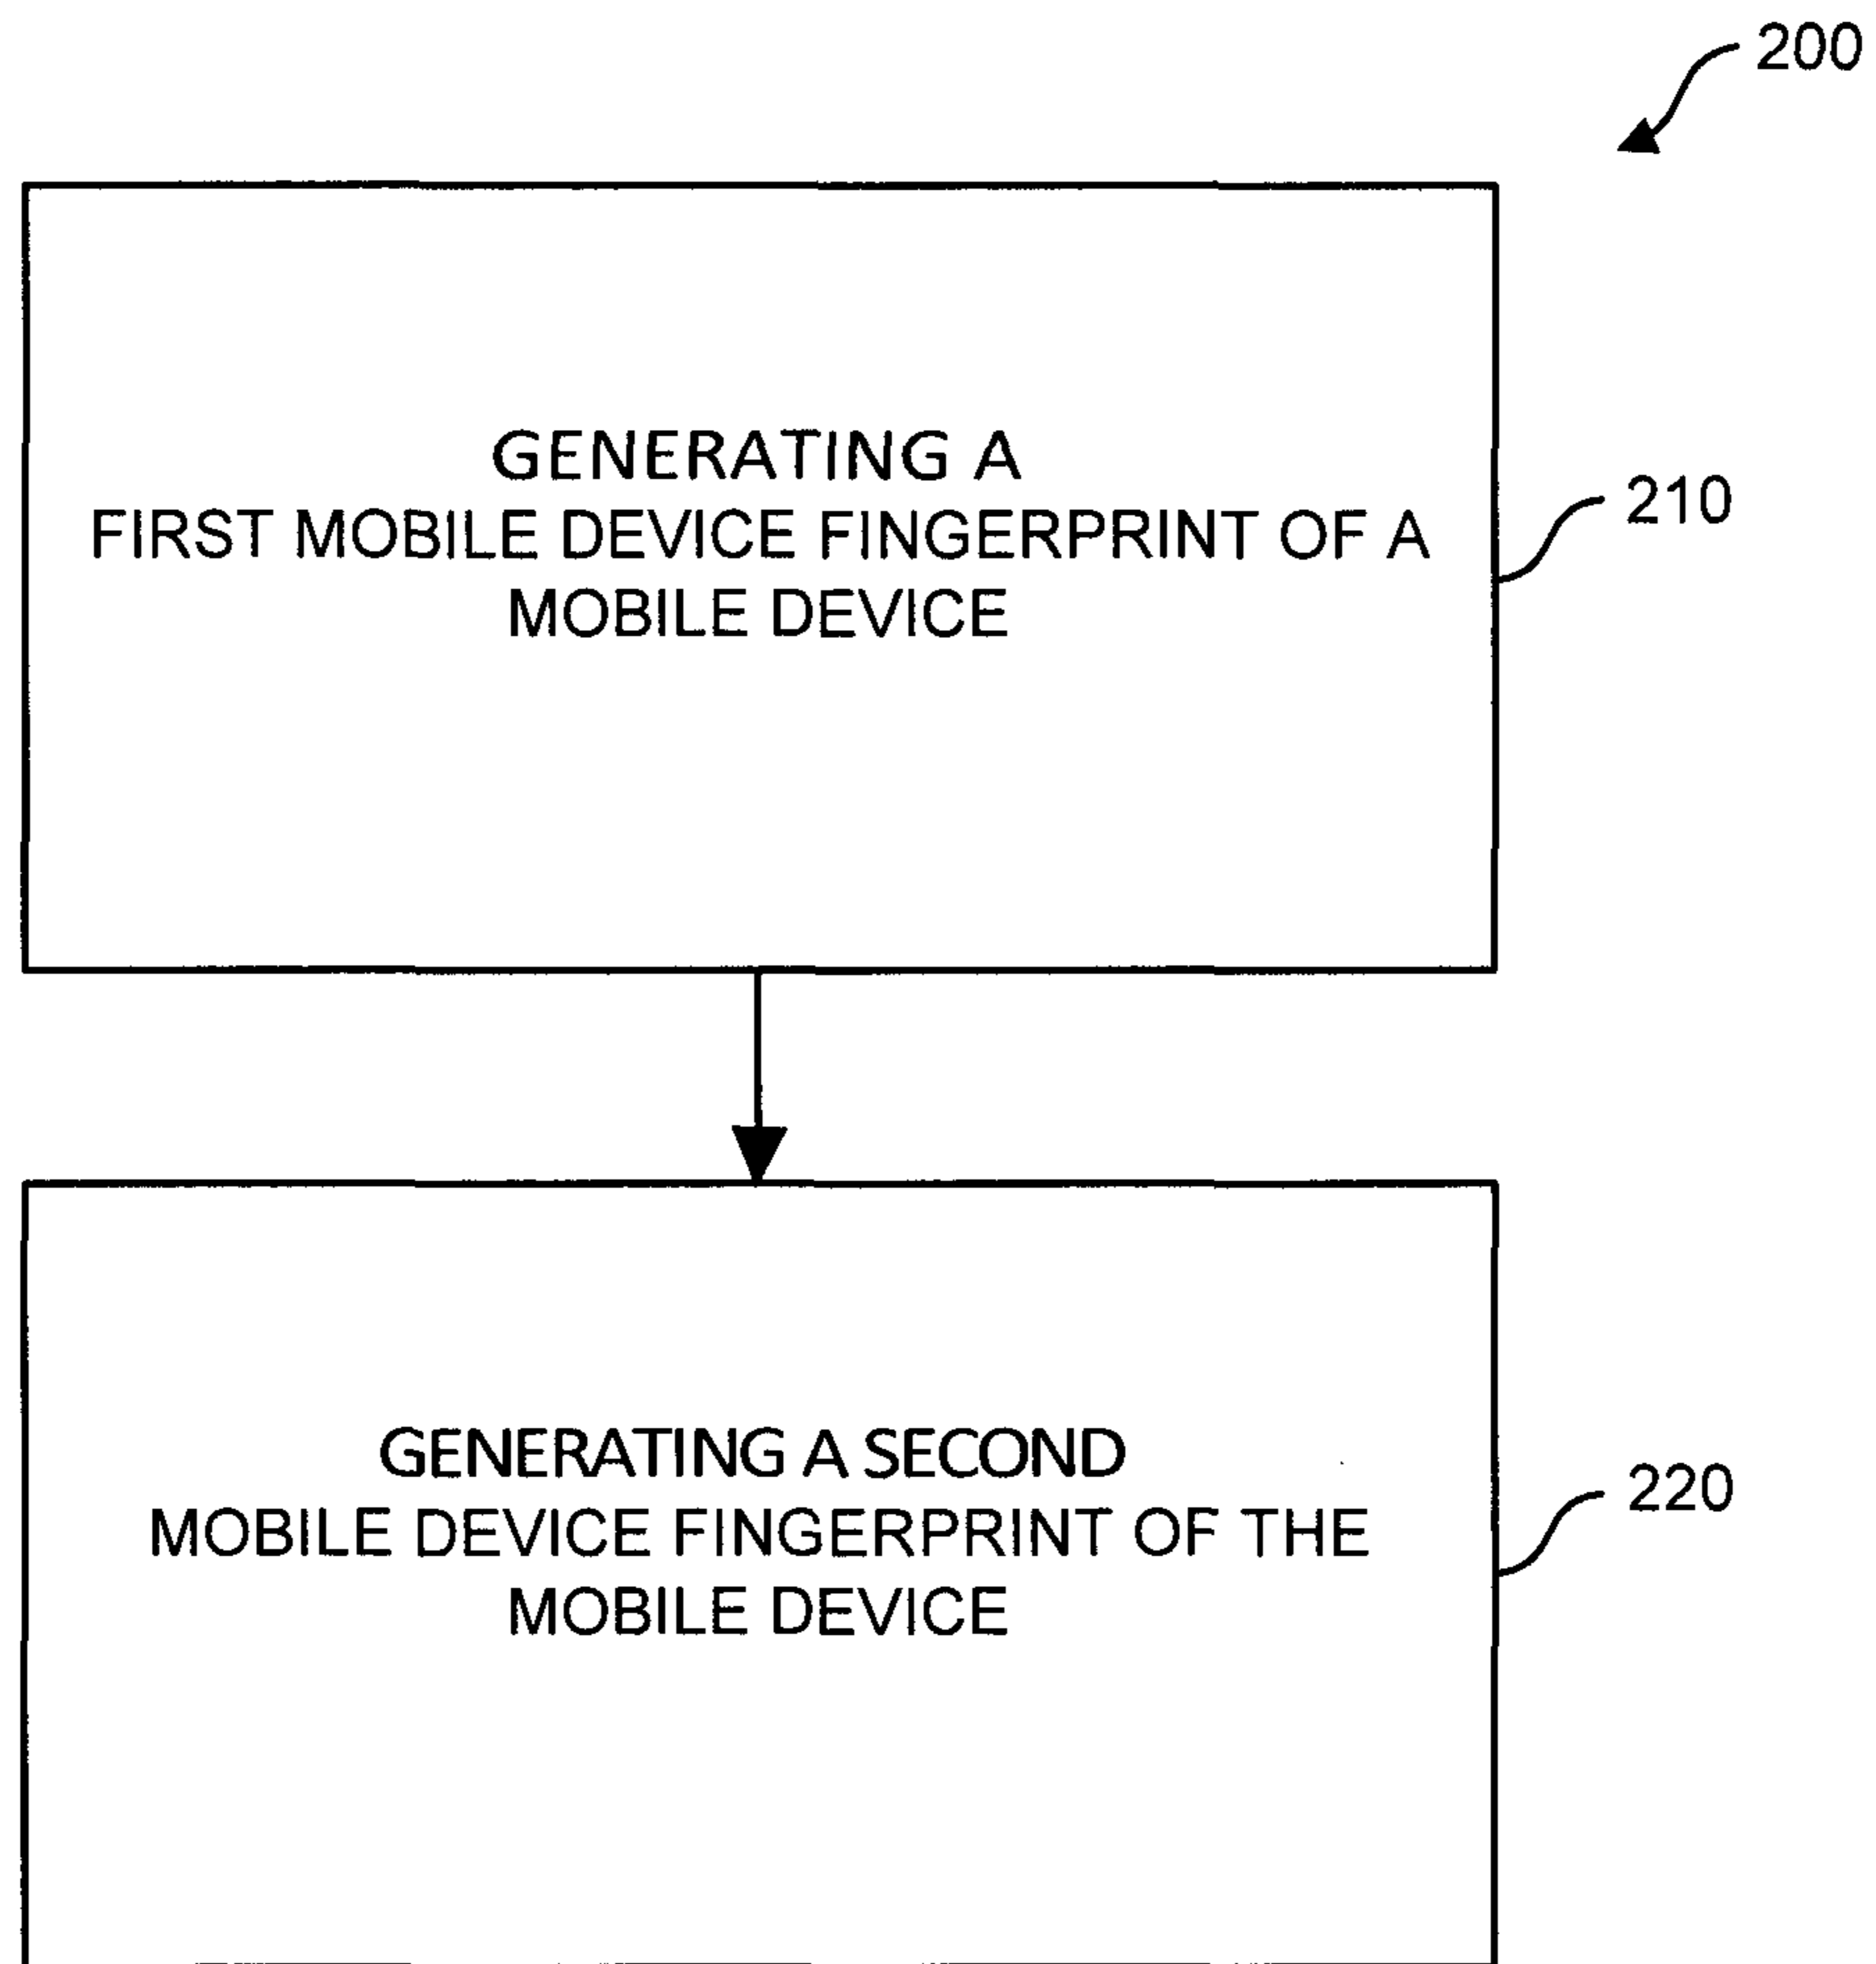 200
GENERATING A
FIRST MOBILE DEVICE FINGERPRINT OF A
MOBILE DEVICE
210
GENERATING A SECOND
MOBILE DEVICE FINGERPRINT OF THE
MOBILE DEVICE
220